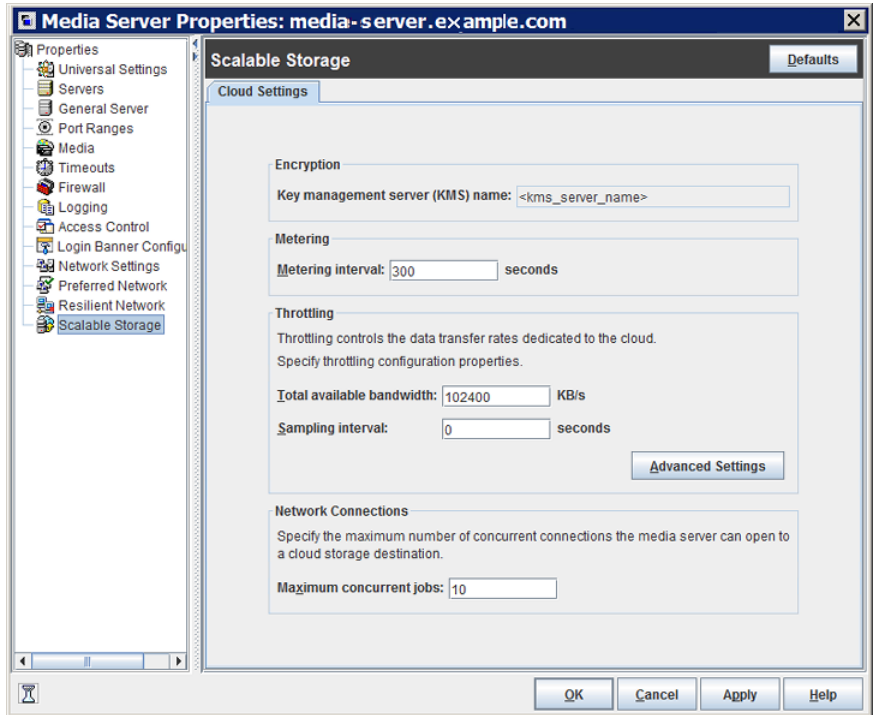 Media Server Properties: media-server.example.com
Properties
Universal Settings
Servers
General Server
Port Ranges
Media
Timeouts
Firewall
Logging
Access Control
Login Banner Configu
Network Settings
Preferred Network
Resilient Network
Scalable Storage
Scalable Storage
Defaults
Cloud Settings
Encryption
Key management server (KMS) name: <kms_server_name>
Metering
Metering interval: 300 seconds
Throttling
Throttling controls the data transfer rates dedicated to the cloud.
Specify throttling configuration properties.
Total available bandwidth: 102400 KB/s
Sampling interval: 0 seconds
Advanced Settings
Network Connections
Specify the maximum number of concurrent connections the media server can open to
a cloud storage destination.
Maximum concurrent jobs: 10
OK Cancel Apply Help